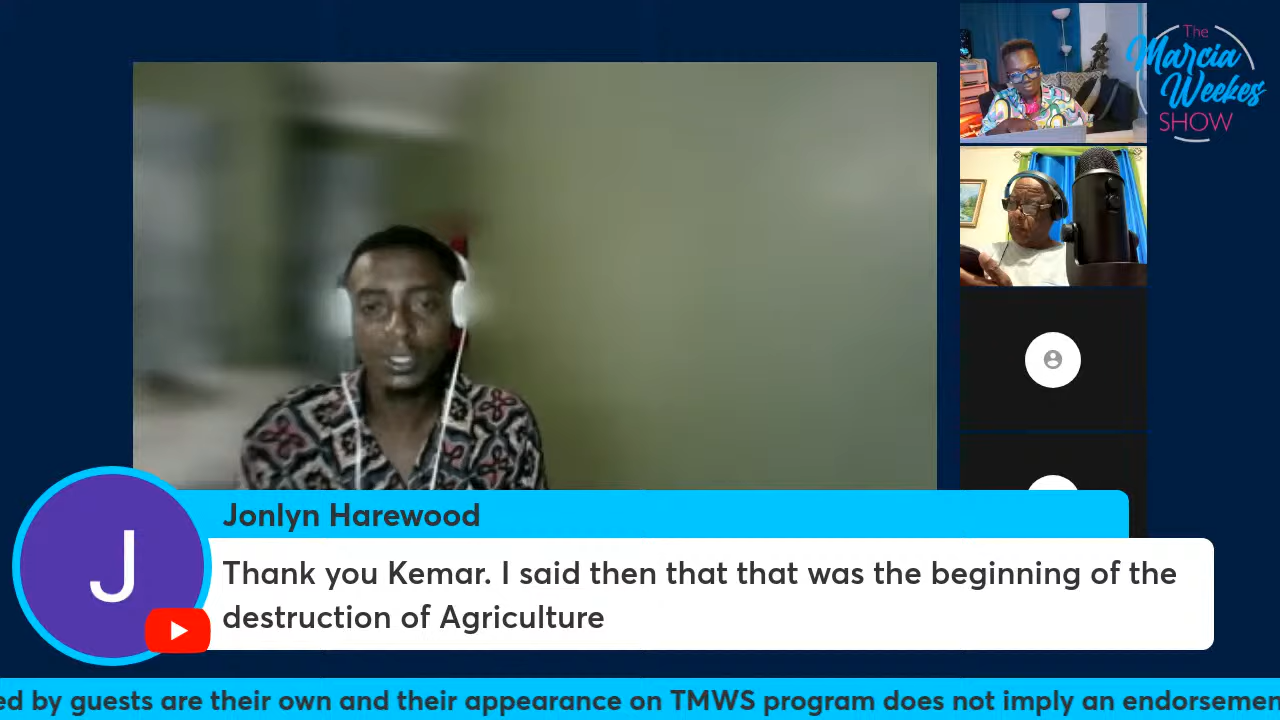 The
Marcia
Weekes
SHOW
Jonlyn Harewood
Thank you Kemar. I said then that that was the beginning of the
destruction of Agriculture
J
ed by guests are their own and their appearance on TMWS program does not imply an endorsemen